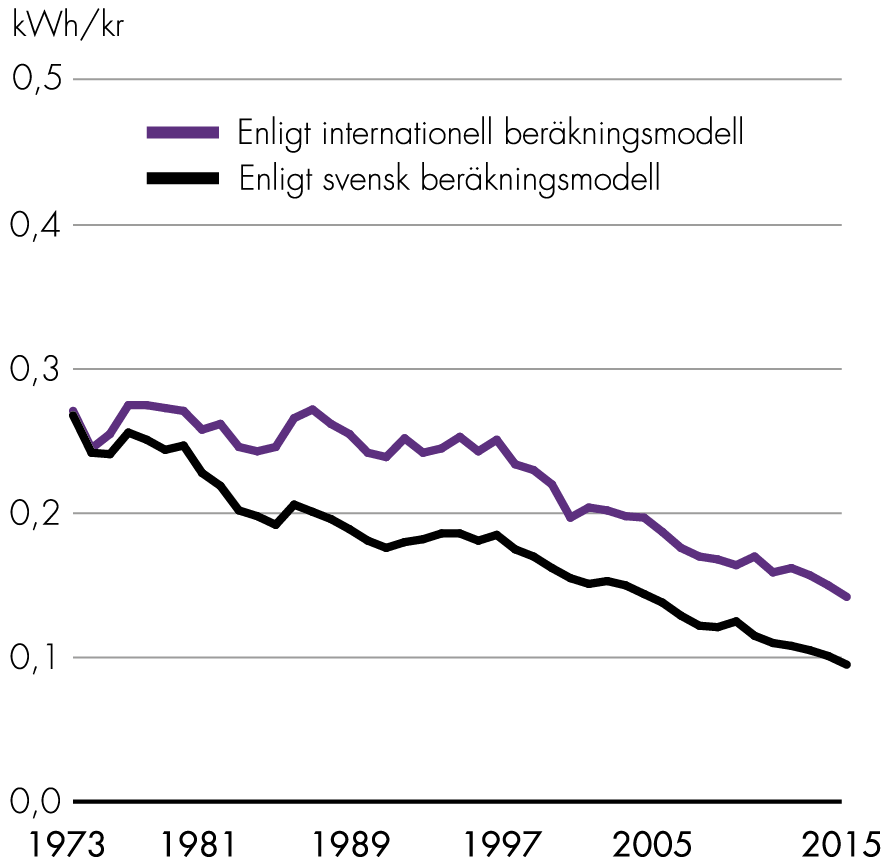 kWh/kr
0,5
Enligt internationell beräkningsmodell
Enligt svensk beräkningsmodell
0,4
0,3
0,2
0,1
0,0
1973 1981 1989 1997 2005 2015